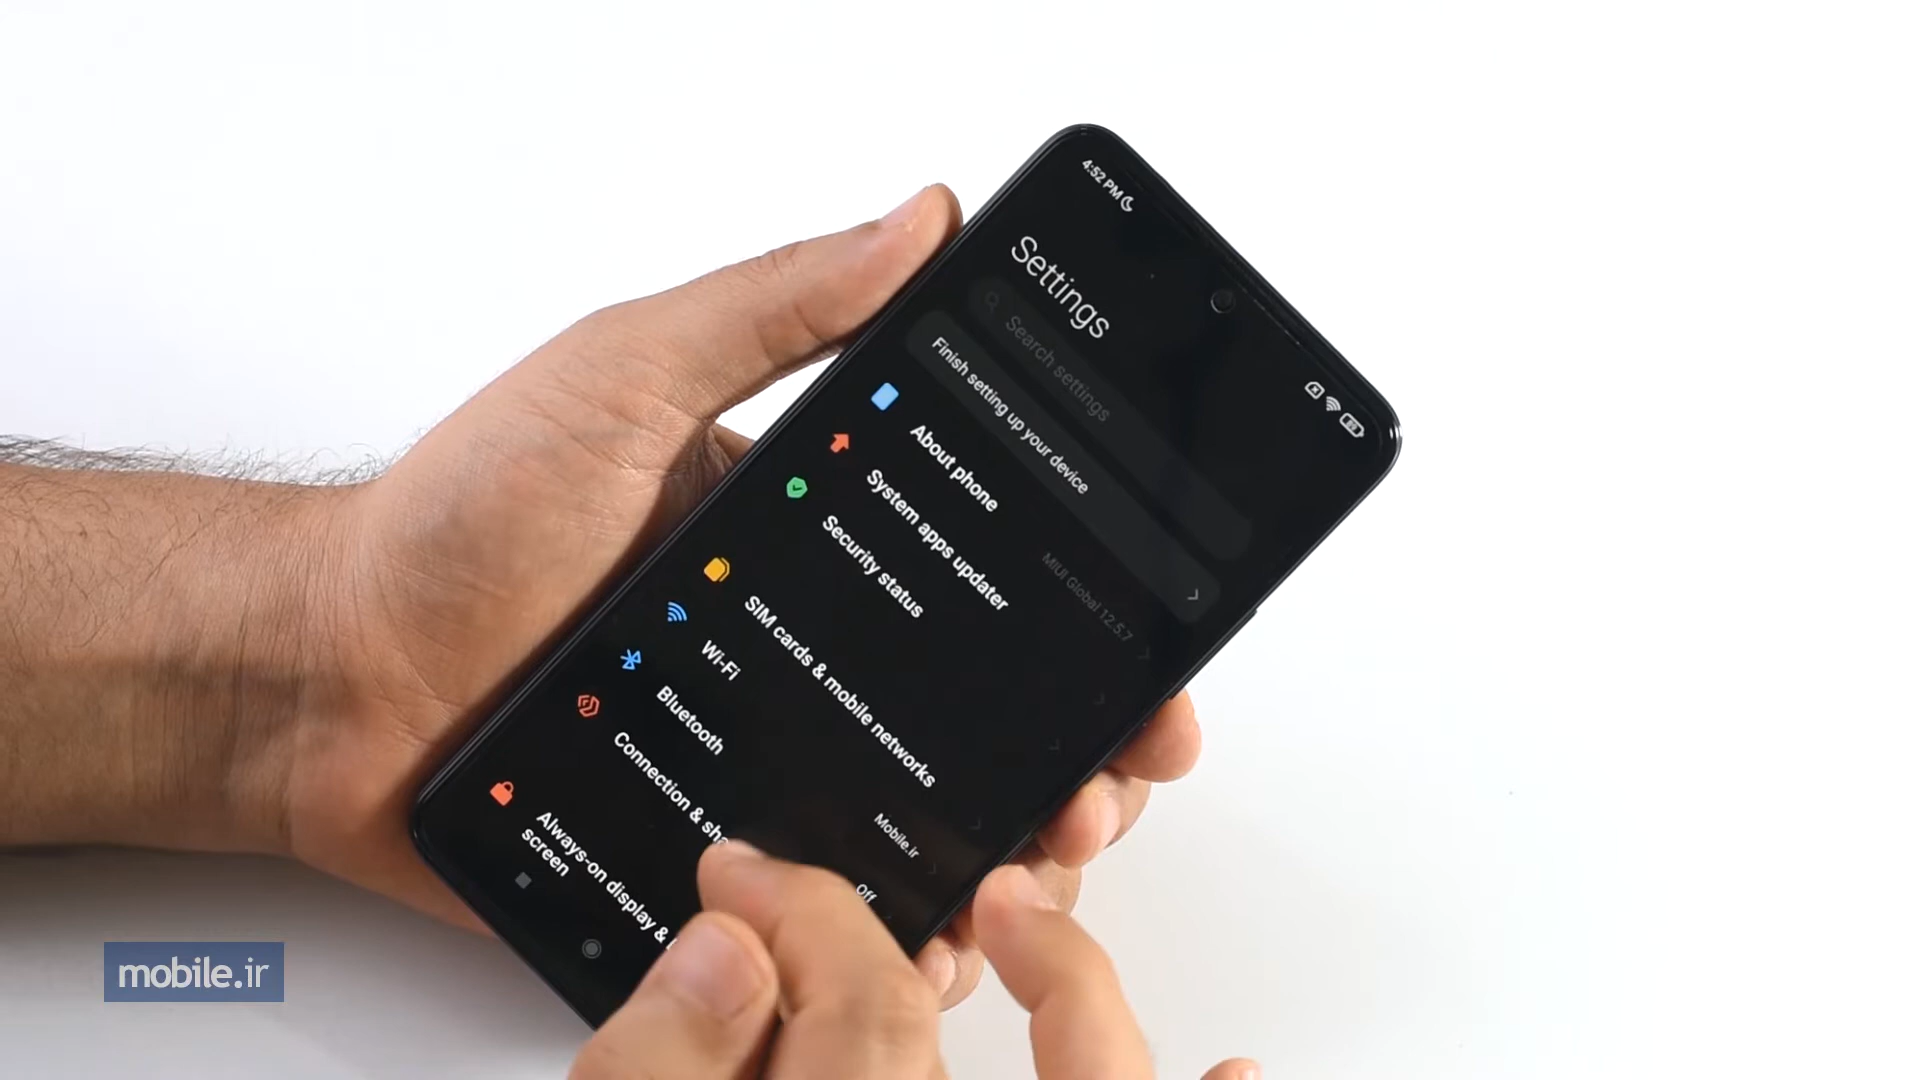 4:52 PM
Settings
Search settings
Finish setting up your device
About phone
MIUI Global 12.5.7
System apps updater
Security status
SIM cards & mobile networks
Wi-Fi
Mobile.ir
Bluetooth
Off
Connection &
Always-on display &
screen
mobile.ir